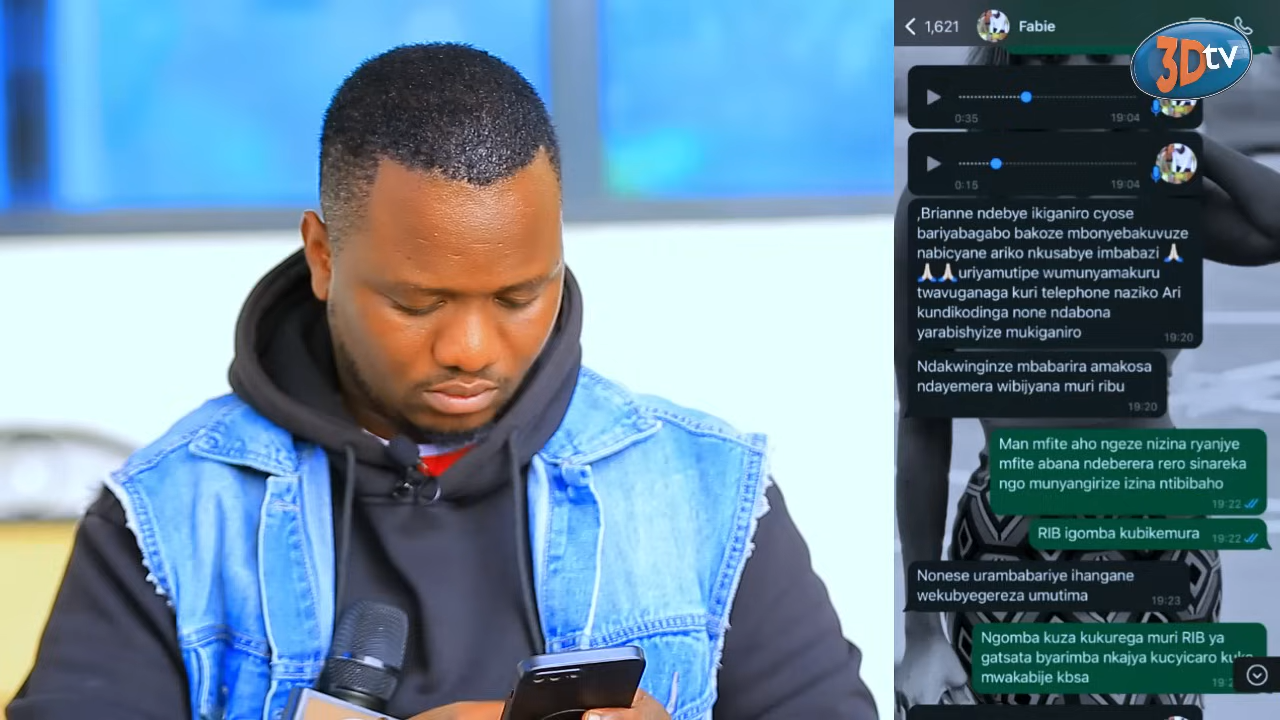 1,621
Fabie
3Dtv
0:35
19:04
0:15
19:04
,Brianne ndebye ikiganiro cyose
bariyabagabo bakoze mbonyebakuvuze
nabicyane ariko nkusabye imbabazi 🙏
🙏🙏uriyamutipe wumunyamakuru
twavuganaga kuri telephone naziko Ari
kundikodinga none ndabona
yarabishyize mukiganiro
19:20
Ndakwinginze mbabarira amakosa
ndayemera wibijyana muri ribu
19:20
Man mfite aho ngeze nizina ryanjye
mfite abana ndeberera rero sinareka
ngo munyangirize izina ntibibaho
19:22
RIB igomba kubikemura
19:22
Nonese urambabariye ihangane
wekubyegereza umutima
19:23
Ngomba kuza kukurega muri RIB ya
gatsata byarimba nkajya kucyicaro
mwakabije kbsa